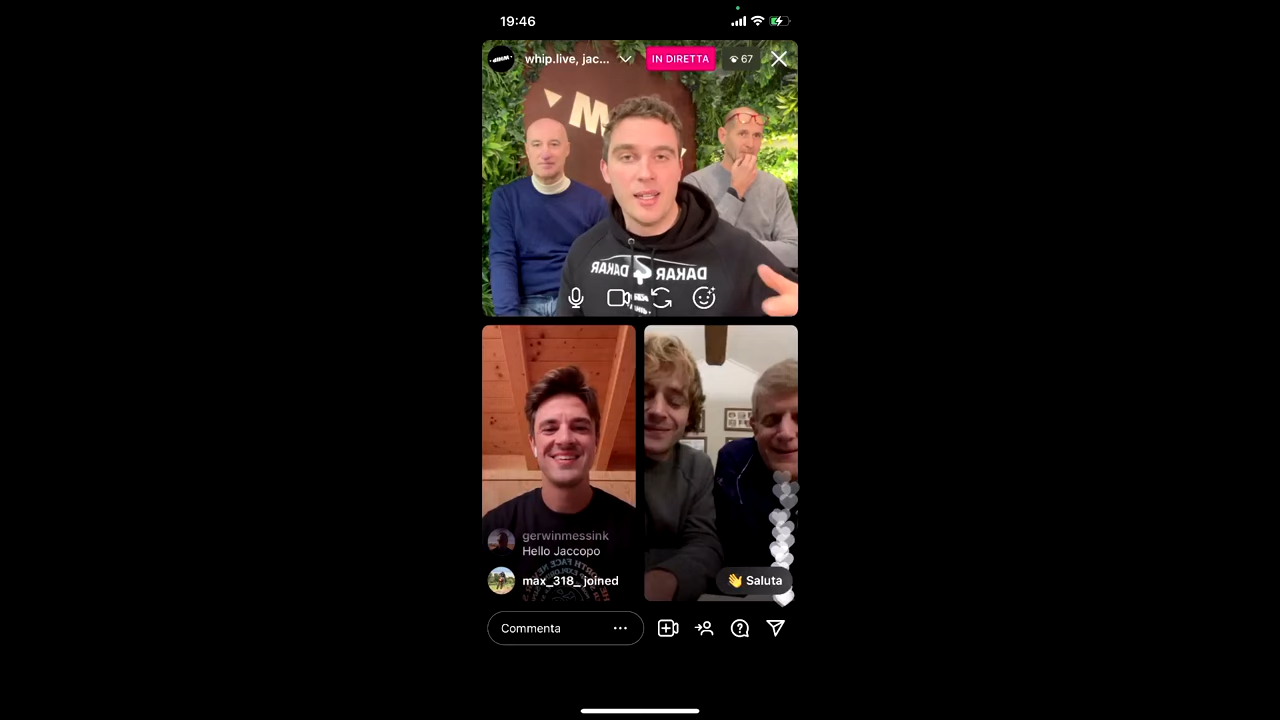 19:46
whip.live, jac...
IN DIRETTA
67
M
DAKAR DAKAR
gerwinmessink
Hello Jaccopo
max_318_ joined
👋 Saluta
Commenta